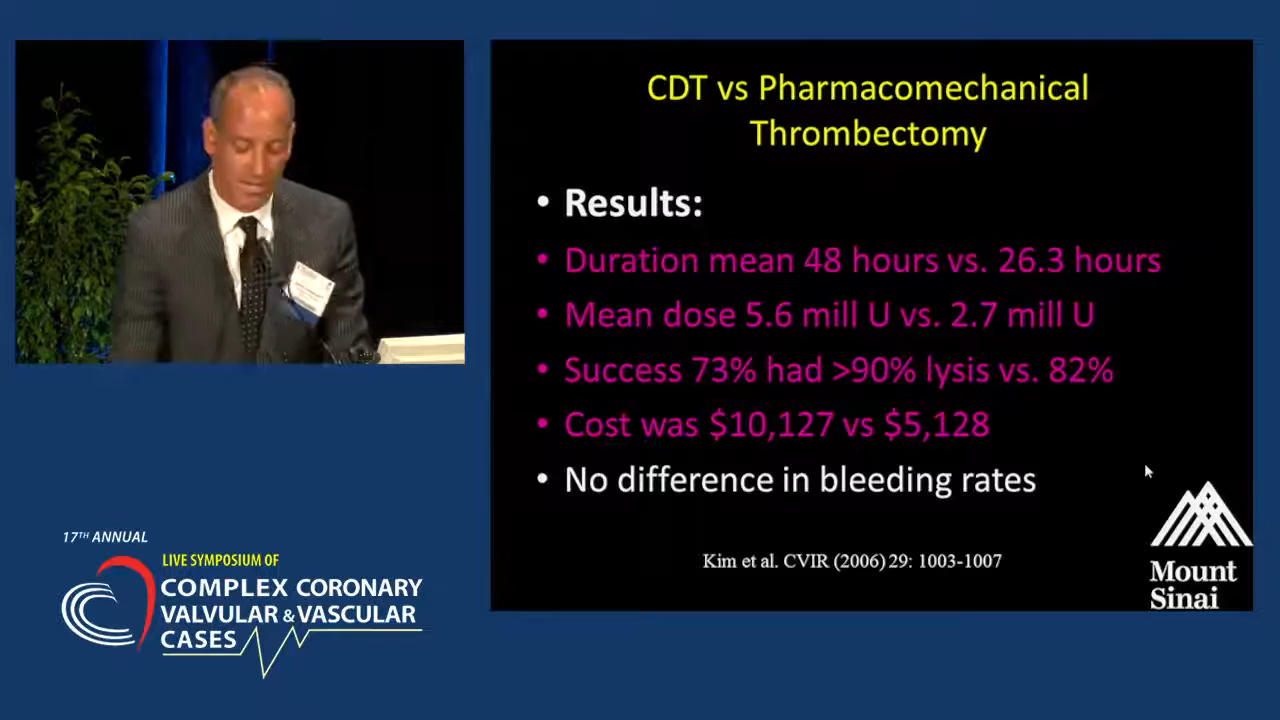 CDT vs Pharmacomechanical
Thrombectomy
• Results:
• Duration mean 48 hours vs. 26.3 hours
• Mean dose 5.6 mill U vs. 2.7 mill U
• Success 73% had >90% lysis vs. 82%
• Cost was $10,127 vs $5,128
• No difference in bleeding rates
Kim et al. CVIR (2006) 29: 1003-1007
Mount
Sinai
17TH ANNUAL
LIVE SYMPOSIUM OF
COMPLEX CORONARY
VALVULAR & VASCULAR
CASES